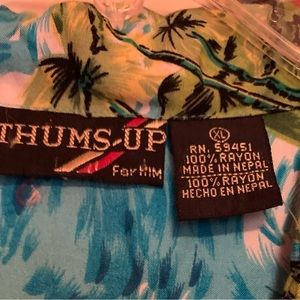 THUMS-UP
For HIM
XL
RN. 59451
100% RAYON
MADE IN NEPAL
100% RAYON
HECHO EN NEPAL